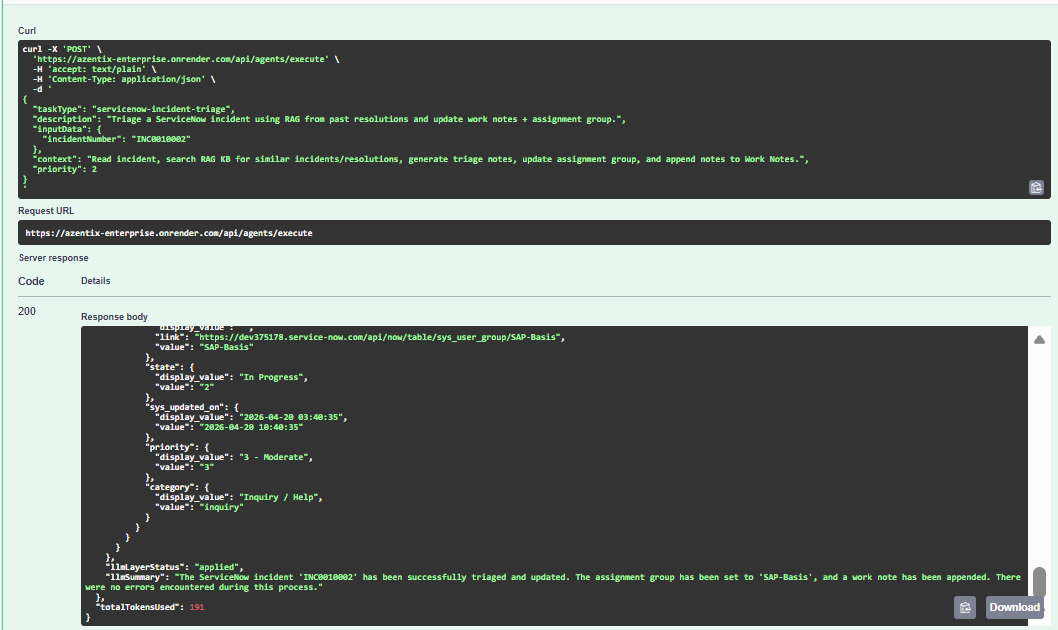 Curl
curl -X 'POST' \
'https://azentix-enterprise.onrender.com/api/agents/execute' \
-H 'accept: text/plain' \
-H 'Content-Type: application/json' \
-d '
{
"taskType": "servicenow-incident-triage",
"description": "Triage a ServiceNow incident using RAG from past resolutions and update work notes + assignment group.",
"inputData": {
"incidentNumber": "INC0010002"
},
"context": "Read incident, search RAG KB for similar incidents/resolutions, generate triage notes, update assignment group, and append notes to Work Notes.",
"priority": 2
}
'
Request URL
https://azentix-enterprise.onrender.com/api/agents/execute
Server response
Code Details
200
Response body
"display_value": "",
"link": "https://dev375178.service-now.com/api/now/table/sys_user_group/SAP-Basis",
"value": "SAP-Basis"
},
"state": {
"display_value": "In Progress",
"value": "2"
},
"sys_updated_on": {
"display_value": "2026-04-20 03:40:35",
"value": "2026-04-20 10:40:35"
},
"priority": {
"display_value": "3 - Moderate",
"value": "3"
},
"category": {
"display_value": "Inquiry / Help",
"value": "inquiry"
}
}
}
}
},
"llmLayerStatus": "applied",
"llmSummary": "The ServiceNow incident 'INC0010002' has been successfully triaged and updated. The assignment group has been set to 'SAP-Basis', and a work note has been appended. There
were no errors encountered during this process."
},
"totalTokensUsed": 191
}
Download